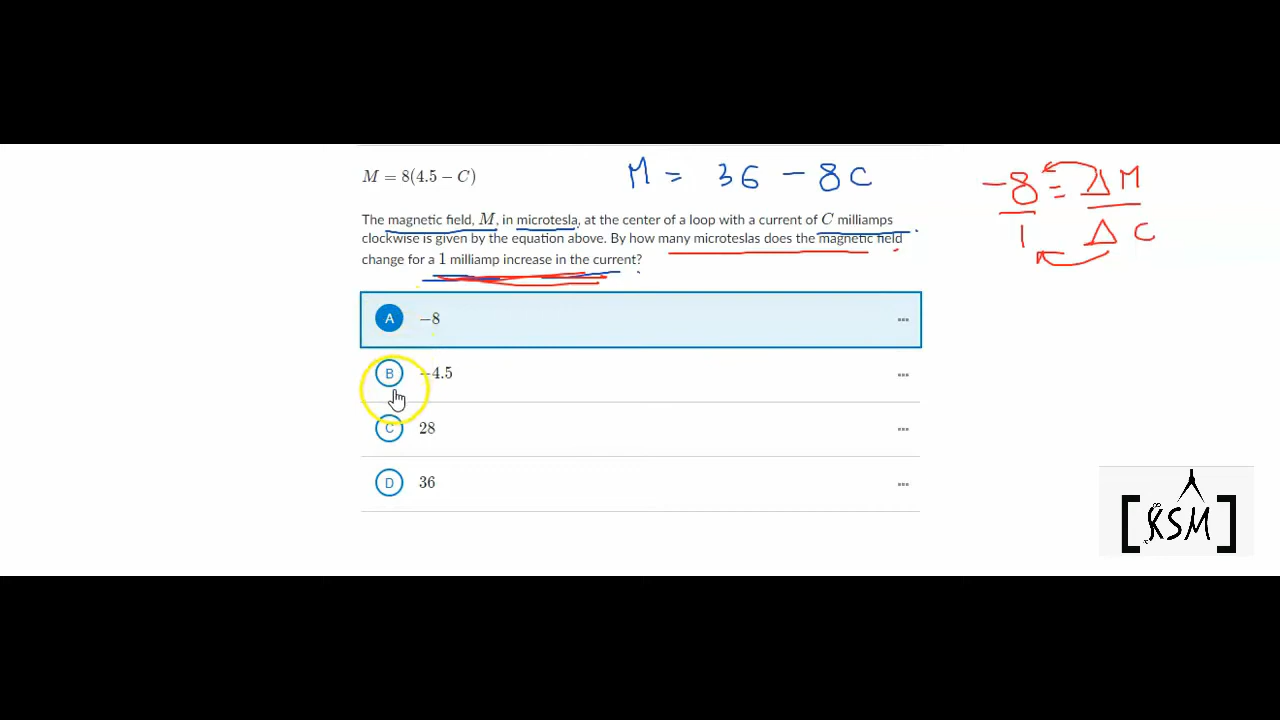 M = 8(4.5 − C)
M = 36 − 8C
−8 = ΔM
1 ΔC
The magnetic field, M, in microtesla, at the center of a loop with a current of C milliamps
clockwise is given by the equation above. By how many microteslas does the magnetic field
change for a 1 milliamp increase in the current?
A −8
B −4.5
C 28
D 36
[KSM]